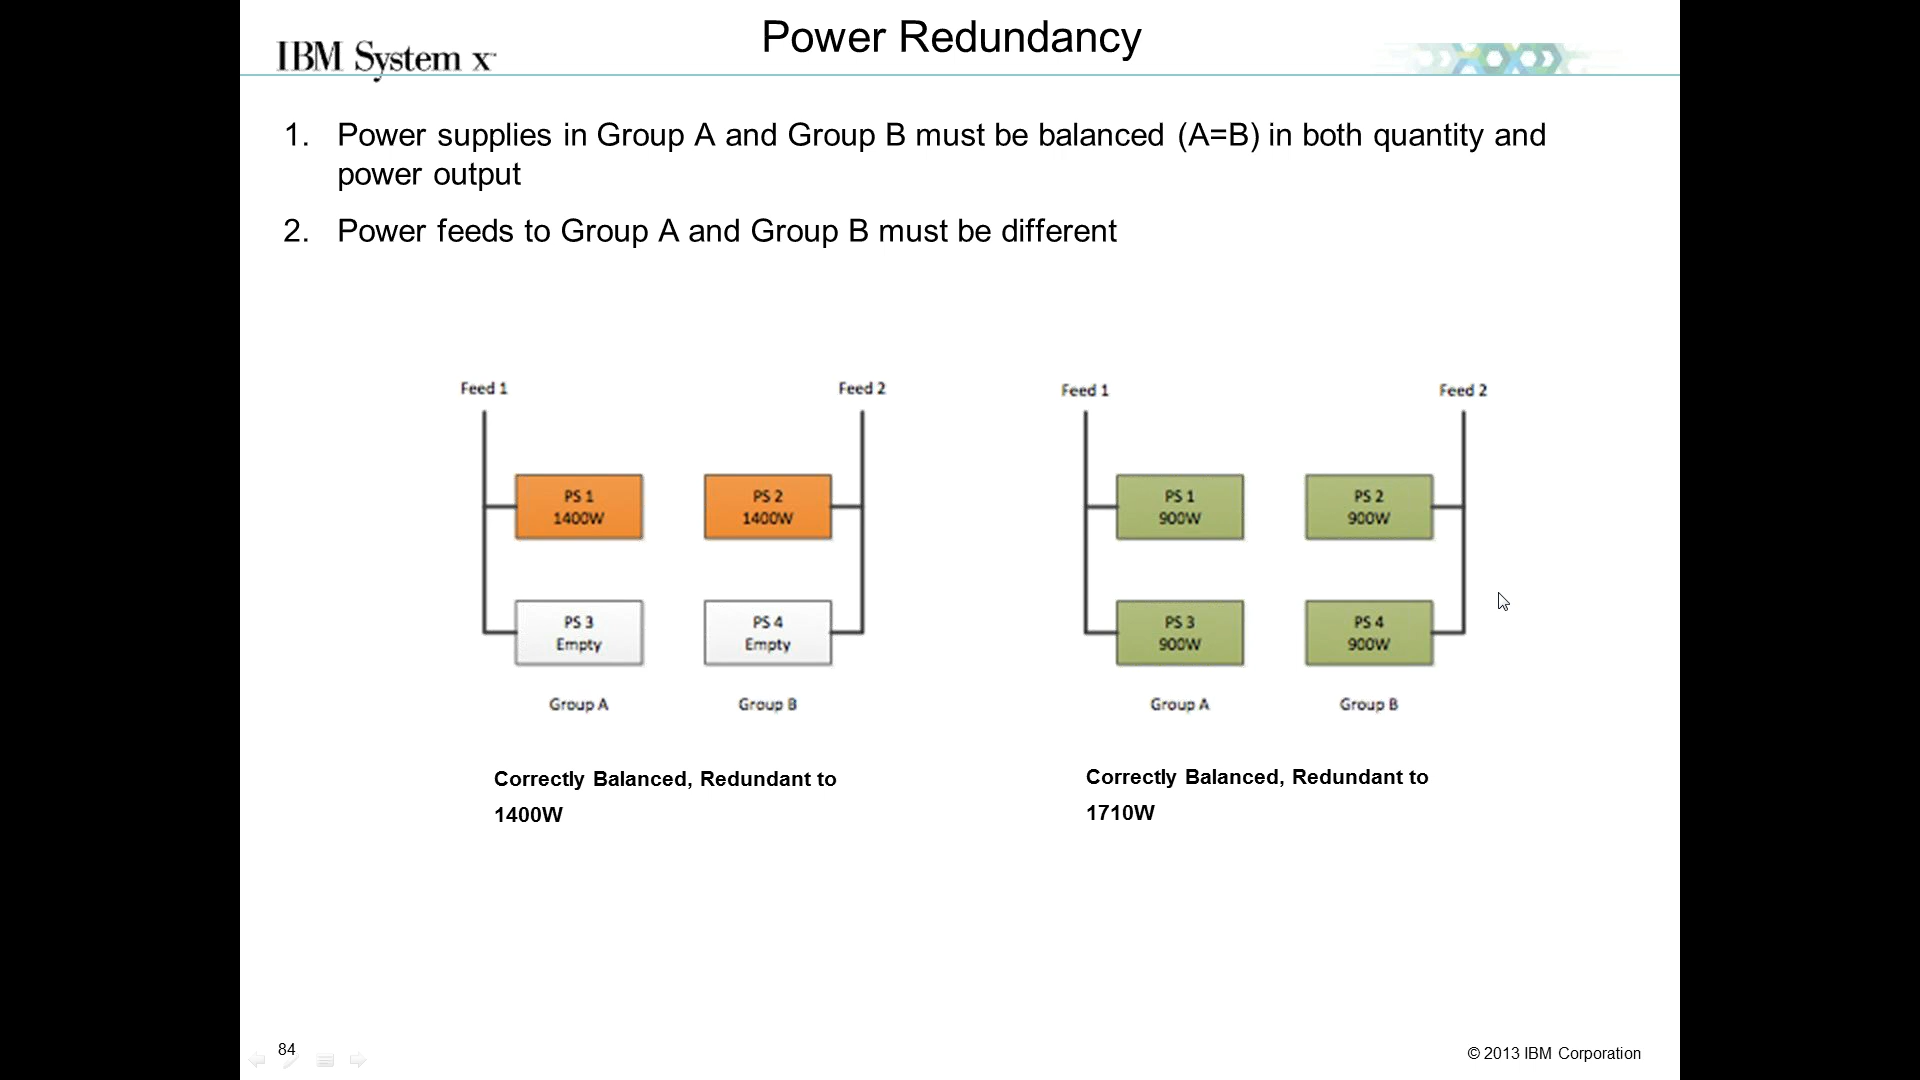 Power Redundancy
IBM System x™
1. Power supplies in Group A and Group B must be balanced (A=B) in both quantity and
power output
2. Power feeds to Group A and Group B must be different
Feed 1
Feed 2
PS 1
1400W
PS 2
1400W
PS 3
Empty
PS 4
Empty
Group A
Group B
Correctly Balanced, Redundant to
1400W
Feed 1
Feed 2
PS 1
900W
PS 2
900W
PS 3
900W
PS 4
900W
Group A
Group B
Correctly Balanced, Redundant to
1710W
84
© 2013 IBM Corporation